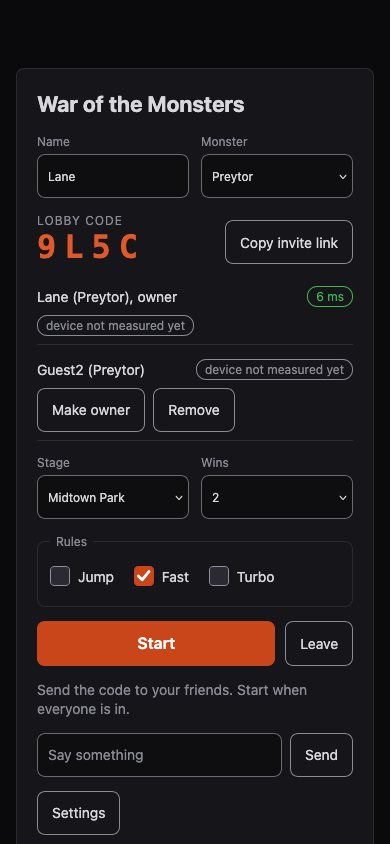 War of the Monsters
Name
Monster
Lane
Preytor
LOBBY CODE
9L5C
Copy invite link
Lane (Preytor), owner
6 ms
device not measured yet
Guest2 (Preytor)
device not measured yet
Make owner
Remove
Stage
Wins
Midtown Park
2
Rules
Jump
Fast
Turbo
Start
Leave
Send the code to your friends. Start when
everyone is in.
Say something
Send
Settings